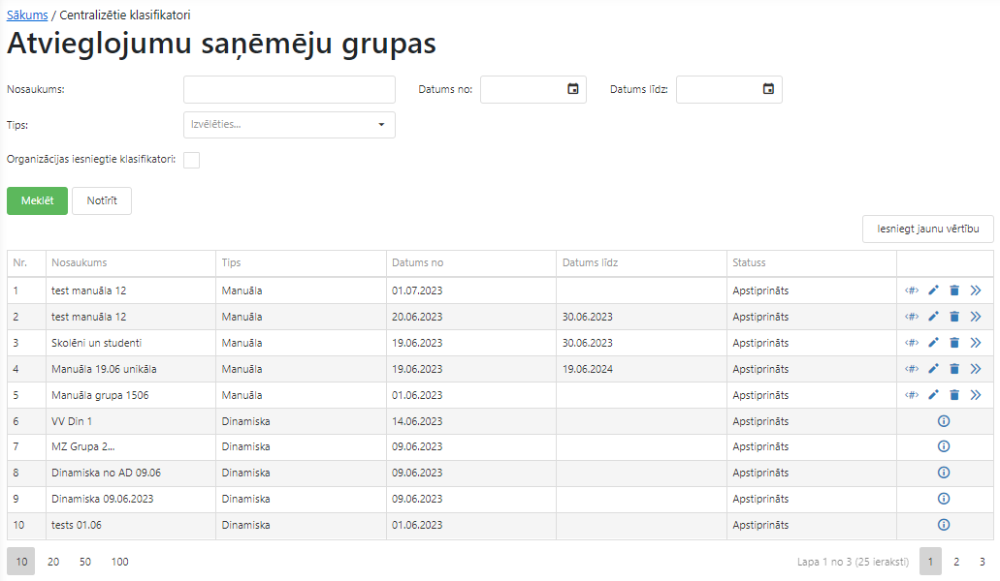 Sākums / Centralizētie klasifikatori
Atvieglojumu saņēmēju grupas
Nosaukums: Datums no: Datums līdz:
Tips: Izvēlēties...
Organizācijas iesniegtie klasifikatori:
Meklēt Notīrīt
Iesniegt jaunu vērtību
Nr. Nosaukums Tips Datums no Datums līdz Statuss
1 test manuāla 12 Manuāla 01.07.2023 Apstiprināts <#>
2 test manuāla 12 Manuāla 20.06.2023 30.06.2023 Apstiprināts <#>
3 Skolēni un studenti Manuāla 19.06.2023 30.06.2023 Apstiprināts <#>
4 Manuāla 19.06 unikāla Manuāla 19.06.2023 19.06.2024 Apstiprināts <#>
5 Manuāla grupa 1506 Manuāla 01.06.2023 Apstiprināts <#>
6 VV Din 1 Dinamiska 14.06.2023 Apstiprināts
7 MZ Grupa 2... Dinamiska 09.06.2023 Apstiprināts
8 Dinamiska no AD 09.06 Dinamiska 09.06.2023 Apstiprināts
9 Dinamiska 09.06.2023 Dinamiska 09.06.2023 Apstiprināts
10 tests 01.06 Dinamiska 01.06.2023 Apstiprināts
10 20 50 100 Lapa 1 no 3 (25 ieraksti) 1 2 3